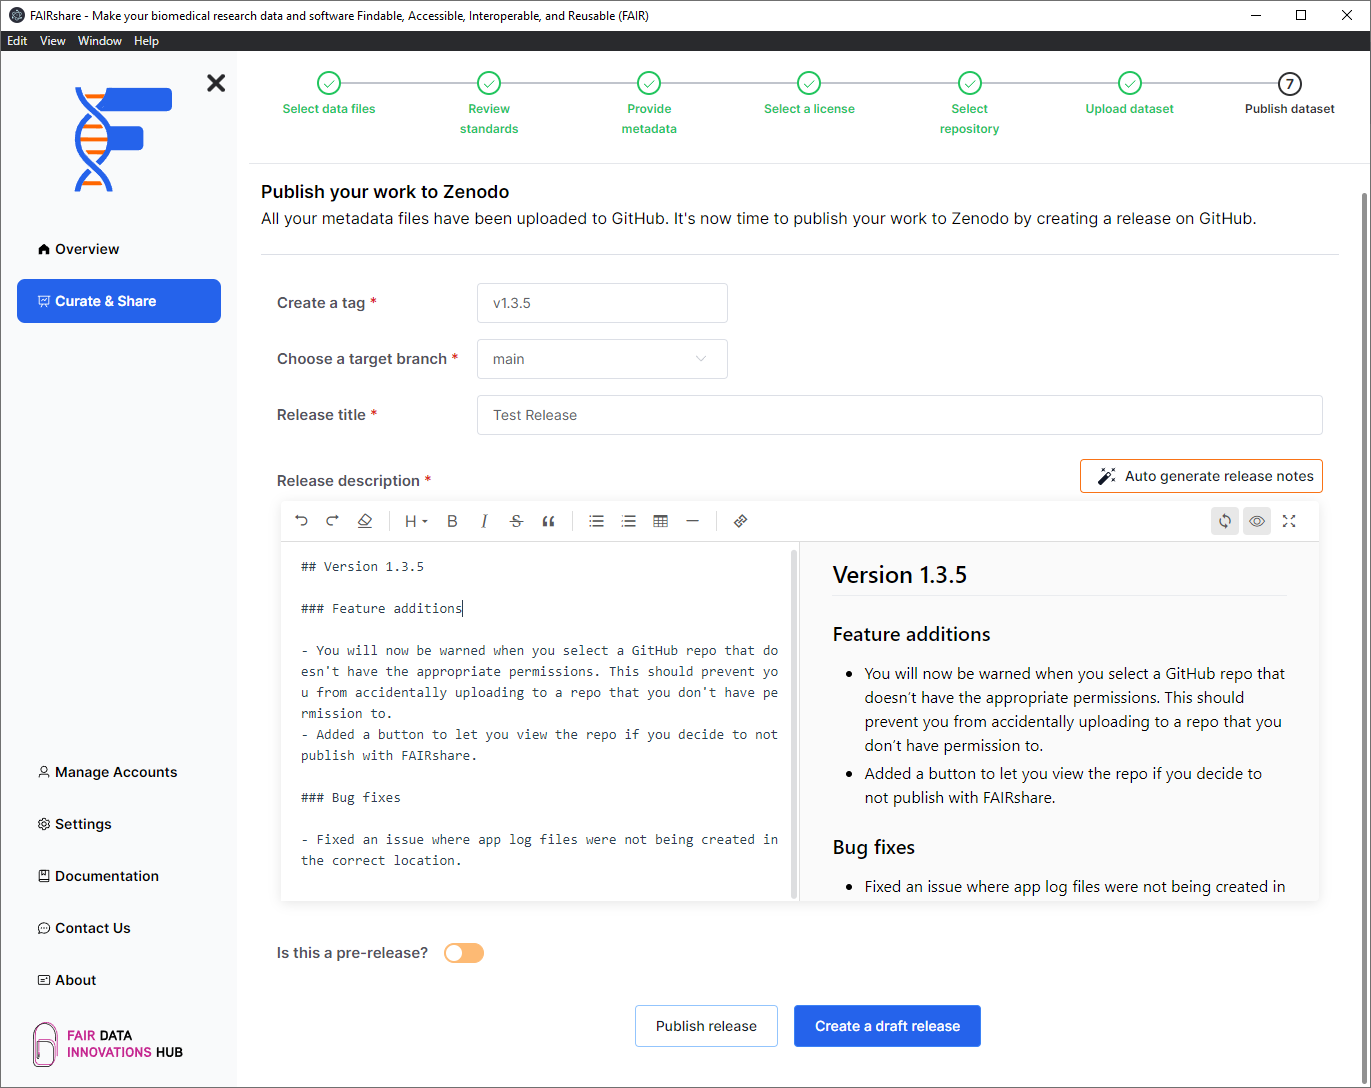 FAIRshare - Make your biomedical research data and software Findable, Accessible, Interoperable, and Reusable (FAIR)
Edit View Window Help
Select data files
Review
standards
Provide
metadata
Select a license
Select
repository
Upload dataset
7
Publish dataset
Overview
Curate & Share
Manage Accounts
Settings
Documentation
Contact Us
About
FAIR DATA
INNOVATIONS HUB
Publish your work to Zenodo
All your metadata files have been uploaded to GitHub. It's now time to publish your work to Zenodo by creating a release on GitHub.
Create a tag *
v1.3.5
Choose a target branch *
main
Release title *
Test Release
Release description *
Auto generate release notes
H B I S
## Version 1.3.5
### Feature additions
- You will now be warned when you select a GitHub repo that do
esn't have the appropriate permissions. This should prevent yo
u from accidentally uploading to a repo that you don't have pe
rmission to.
- Added a button to let you view the repo if you decide to not
publish with FAIRshare.
### Bug fixes
- Fixed an issue where app log files were not being created in
the correct location.
Version 1.3.5
Feature additions
You will now be warned when you select a GitHub repo that
doesn't have the appropriate permissions. This should
prevent you from accidentally uploading to a repo that you
don't have permission to.
Added a button to let you view the repo if you decide to
not publish with FAIRshare.
Bug fixes
Fixed an issue where app log files were not being created in
Is this a pre-release?
Publish release
Create a draft release